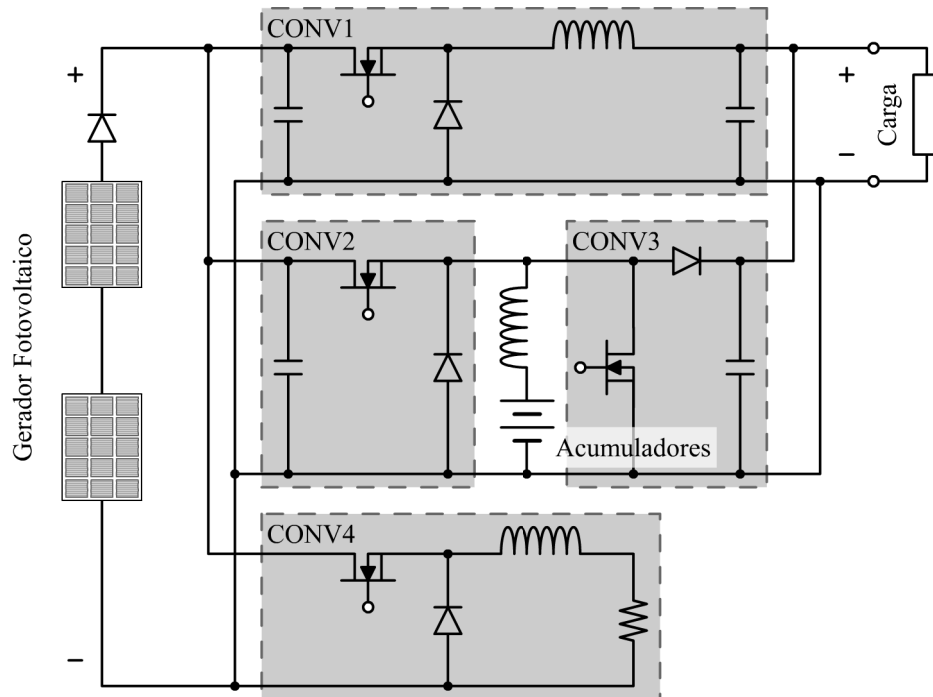 CONV1
+
+
Carga
−
Gerador Fotovoltaico
CONV2
CONV3
Acumuladores
CONV4
−